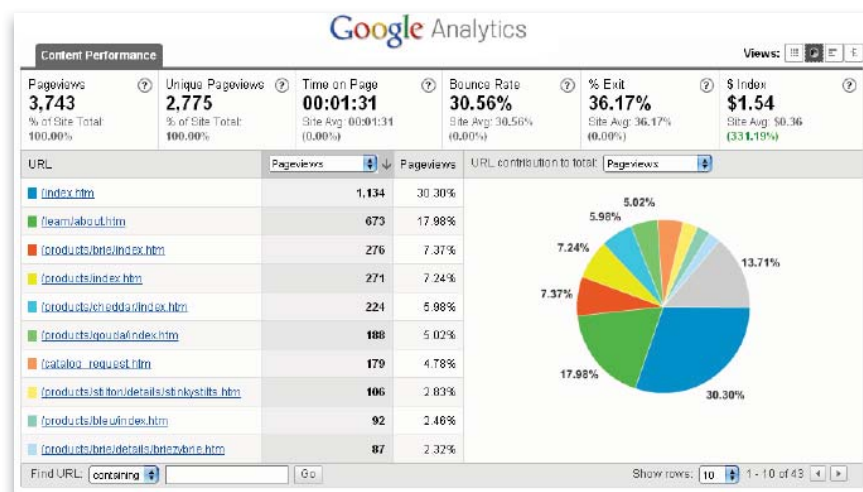 Google Analytics
Content Performance
Views:
Pageviews ? Unique Pageviews ? Time on Page ? Bounce Rate ? % Exit ? $ Index ?
3,743 2,775 00:01:31 30.56% 36.17% $1.54
% of Site Total: % of Site Total: Site Avg: 00:01:31 Site Avg: 30.56% Site Avg: 36.17% Site Avg: $0.36
100.00% 100.00% (0.00%) (0.00%) (0.00%) (331.19%)
URL Pageviews Pageviews URL contribution to total: Pageviews
/index.htm 1,134 30.30%
/learn/about.htm 673 17.98%
/products/brie/index.htm 276 7.37%
/products/index.htm 271 7.24%
/products/cheddar/index.htm 224 5.98%
/products/gouda/index.htm 188 5.02%
/catalog_request.htm 179 4.78%
/products/stilton/details/stinkystilts.htm 106 2.83%
/products/bleu/index.htm 92 2.46%
/products/brie/details/briezybrie.htm 87 2.32%
5.02%
5.98%
7.24%
13.71%
7.37%
17.98%
30.30%
Find URL: containing Go Show rows: 10 1 - 10 of 43